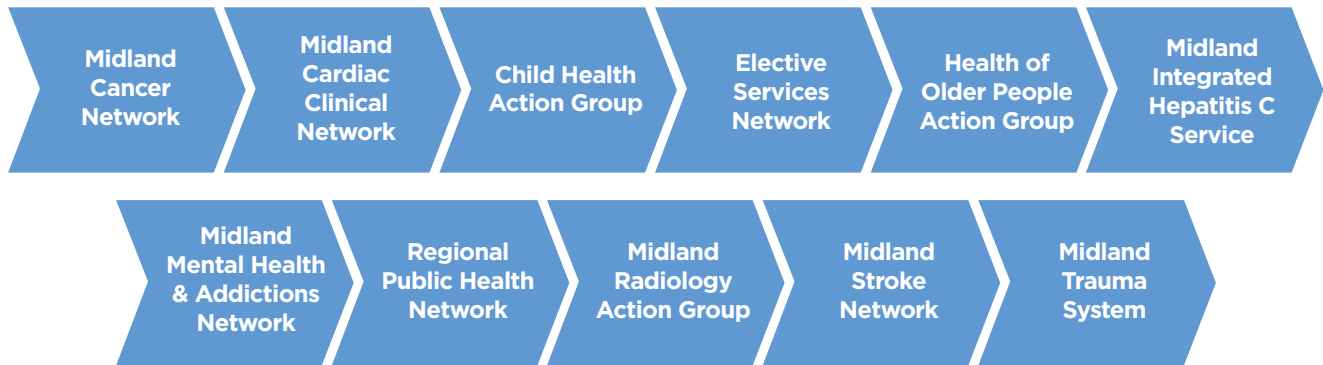 Midland
Cancer
Network
Midland
Cardiac
Clinical
Network
Child Health
Action Group
Elective
Services
Network
Health of
Older People
Action Group
Midland
Integrated
Hepatitis C
Service
Midland
Mental Health
& Addictions
Network
Regional
Public Health
Network
Midland
Radiology
Action Group
Midland
Stroke
Network
Midland
Trauma
System